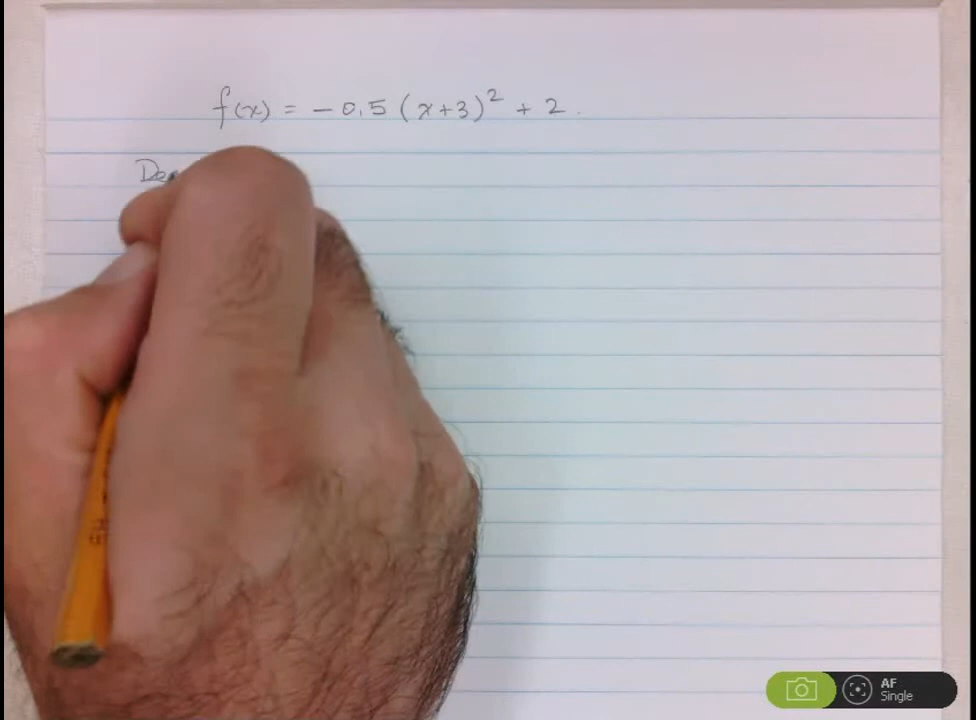 f(x) = -0.5 (x+3)² + 2.
AF
Single